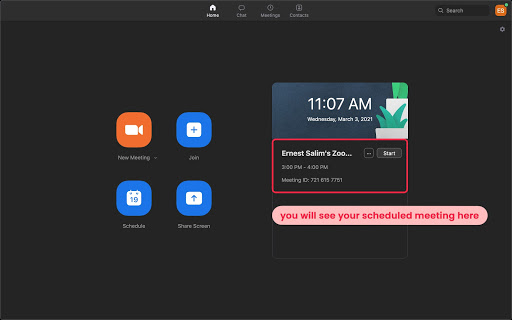 Home
Chat
Meetings
Contacts
Search
ES
11:07 AM
Wednesday, March 3, 2021
New Meeting
Join
19
Schedule
Share Screen
Ernest Salim's Zoo...
...
Start
3:00 PM - 4:00 PM
Meeting ID: 721 615 7751
you will see your scheduled meeting here